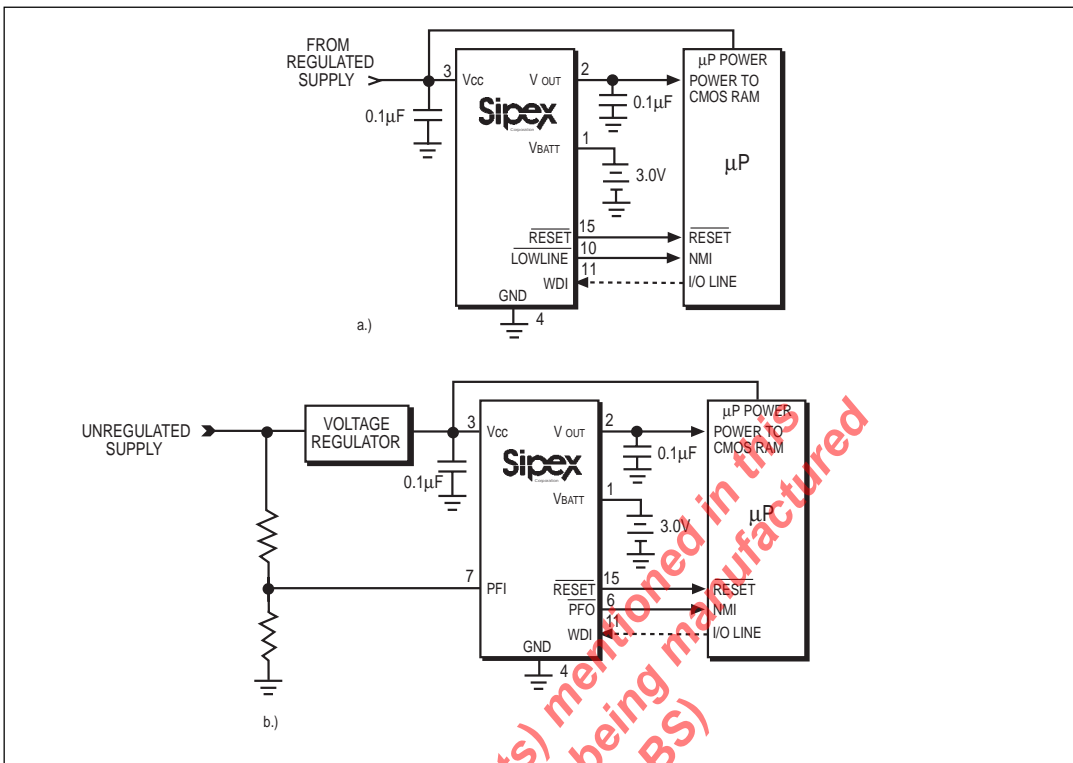 FROM
REGULATED
SUPPLY
3
VCC
V OUT
2
μP POWER
POWER TO
CMOS RAM
0.1μF
0.1μF
Sipex
Corporation
VBATT
1
3.0V
μP
RESET
15
RESET
LOWLINE
10
NMI
WDI
11
I/O LINE
GND
4
a.)
UNREGULATED
SUPPLY
VOLTAGE
REGULATOR
3
VCC
V OUT
2
μP POWER
POWER TO
CMOS RAM
0.1μF
0.1μF
Sipex
Corporation
VBATT
1
3.0V
μP
7
PFI
RESET
15
RESET
PFO
6
NMI
WDI
11
I/O LINE
GND
4
b.)
ts) mentioned in this
being manufactured
BS)